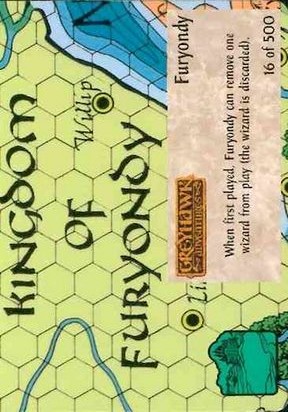 KINGDOM
OF
FURYONDY
Willip
Furyondy
GREYHAWK
ADVENTURES
When first played, Furyondy can remove one
wizard from play (the wizard is discarded).
16 of 500